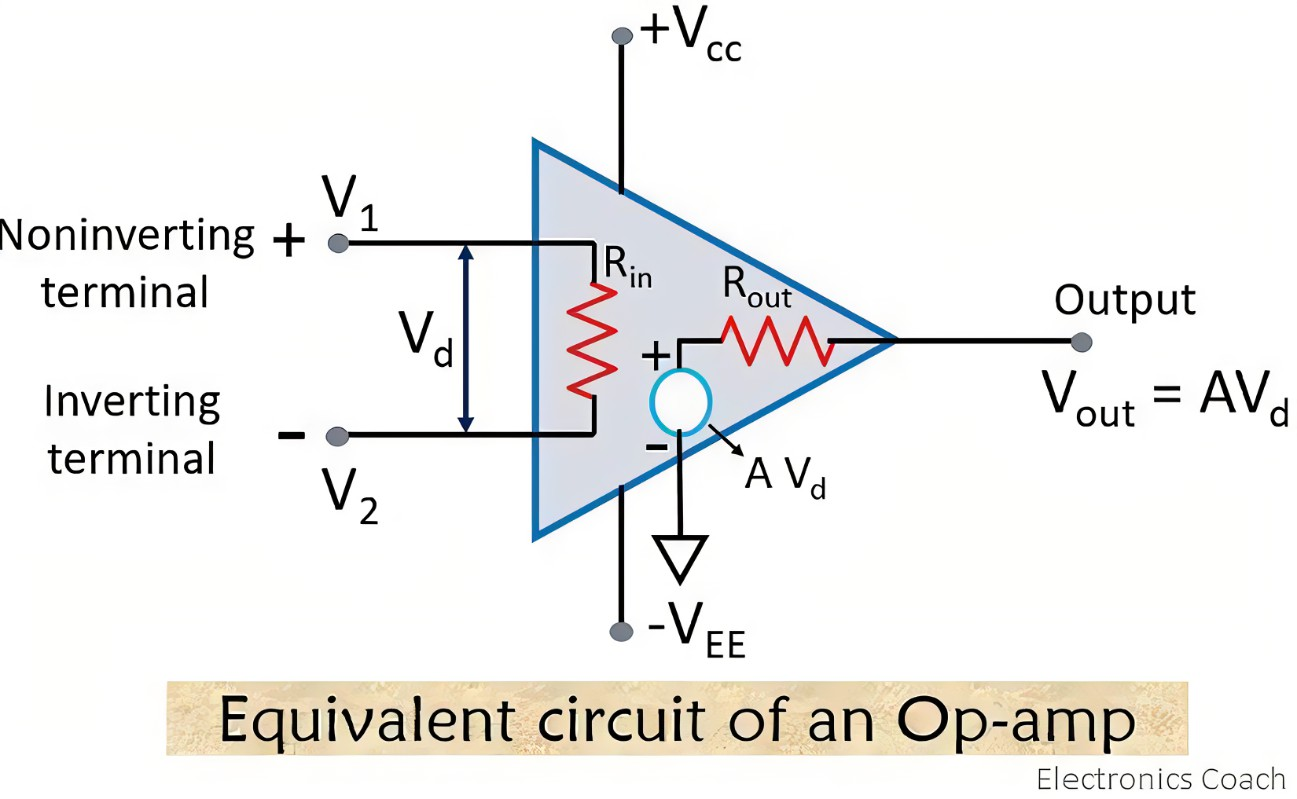 +Vcc
V1
Noninverting +
terminal
Rin
Rout
Output
Vd
+
Vout = AVd
Inverting
terminal
-
-
A Vd
V2
-VEE
Equivalent circuit of an Op-amp
Electronics Coach